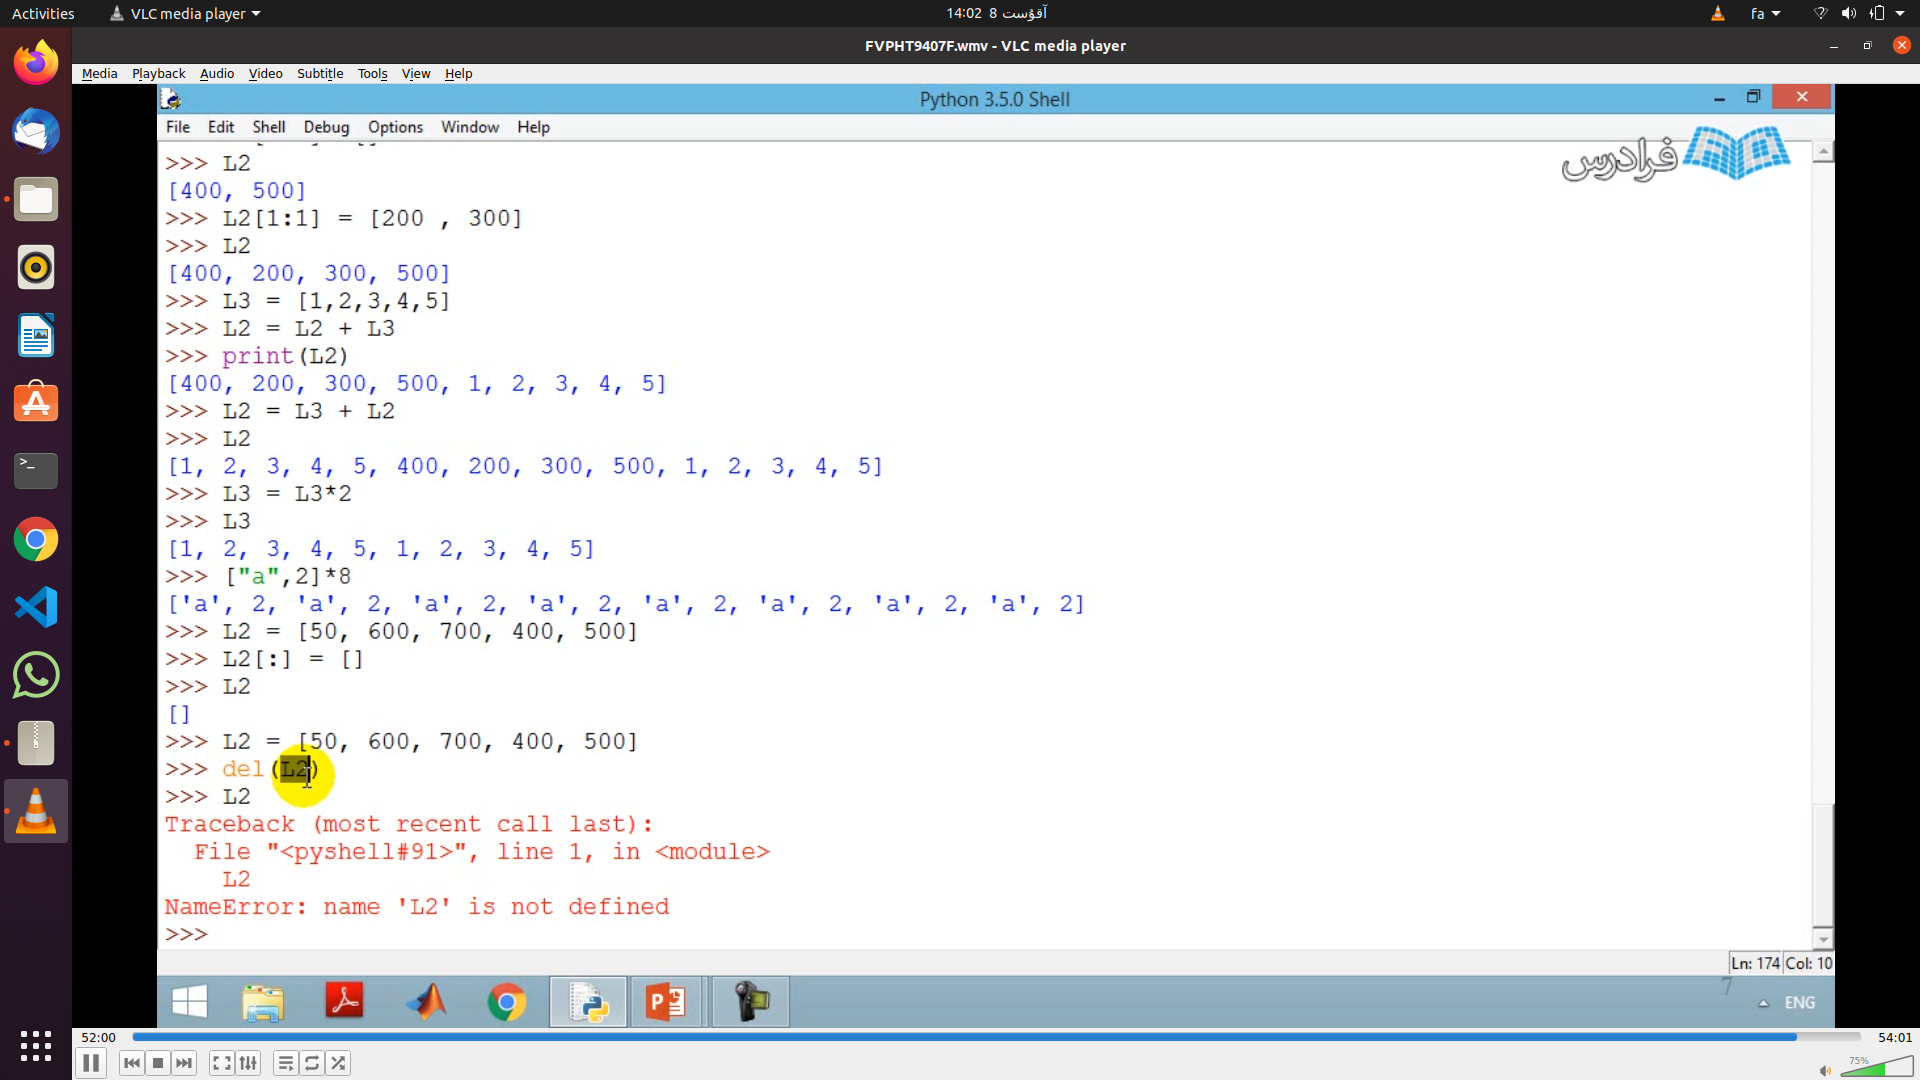 Activities
VLC media player
14:02 8 آگوست
fa
FVPHT9407F.wmv - VLC media player
Media Playback Audio Video Subtitle Tools View Help
Python 3.5.0 Shell
File Edit Shell Debug Options Window Help
فرادرس
>>> L2
[400, 500]
>>> L2[1:1] = [200 , 300]
>>> L2
[400, 200, 300, 500]
>>> L3 = [1,2,3,4,5]
>>> L2 = L2 + L3
>>> print(L2)
[400, 200, 300, 500, 1, 2, 3, 4, 5]
>>> L2 = L3 + L2
>>> L2
[1, 2, 3, 4, 5, 400, 200, 300, 500, 1, 2, 3, 4, 5]
>>> L3 = L3*2
>>> L3
[1, 2, 3, 4, 5, 1, 2, 3, 4, 5]
>>> ["a",2]*8
['a', 2, 'a', 2, 'a', 2, 'a', 2, 'a', 2, 'a', 2, 'a', 2, 'a', 2]
>>> L2 = [50, 600, 700, 400, 500]
>>> L2[:] = []
>>> L2
[]
>>> L2 = [50, 600, 700, 400, 500]
>>> del(L2)
>>> L2
Traceback (most recent call last):
  File "<pyshell#91>", line 1, in <module>
    L2
NameError: name 'L2' is not defined
>>>
Ln: 174 Col: 10
7
ENG
52:00
54:01
75%